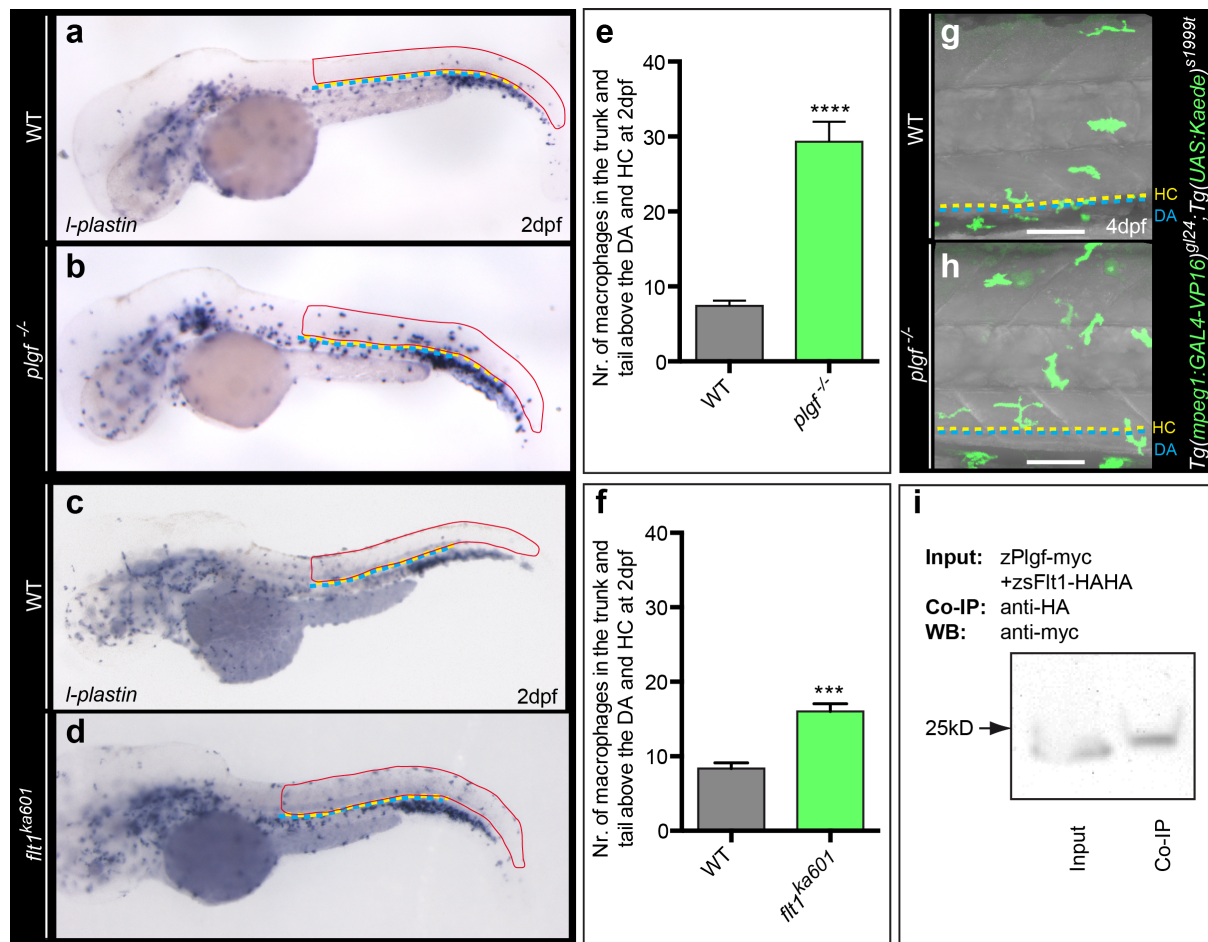 a
WT
l-plastin
2dpf
b
plgf -/-
c
WT
l-plastin
2dpf
d
flt1ka601
e
Nr. of macrophages in the trunk and
tail above the DA and HC at 2dpf
40
30
20
10
0
****
WT
plgf -/-
f
Nr. of macrophages in the trunk and
tail above the DA and HC at 2dpf
40
30
20
10
0
***
WT
flt1ka601
g
WT
HC
DA
4dpf
h
plgf -/-
HC
DA
Tg(mpeg1:GAL4-VP16)gl24;Tg(UAS:Kaede)s1999t
i
Input: zPlgf-myc
+zsFlt1-HAHA
Co-IP: anti-HA
WB: anti-myc
25kD
Input
Co-IP